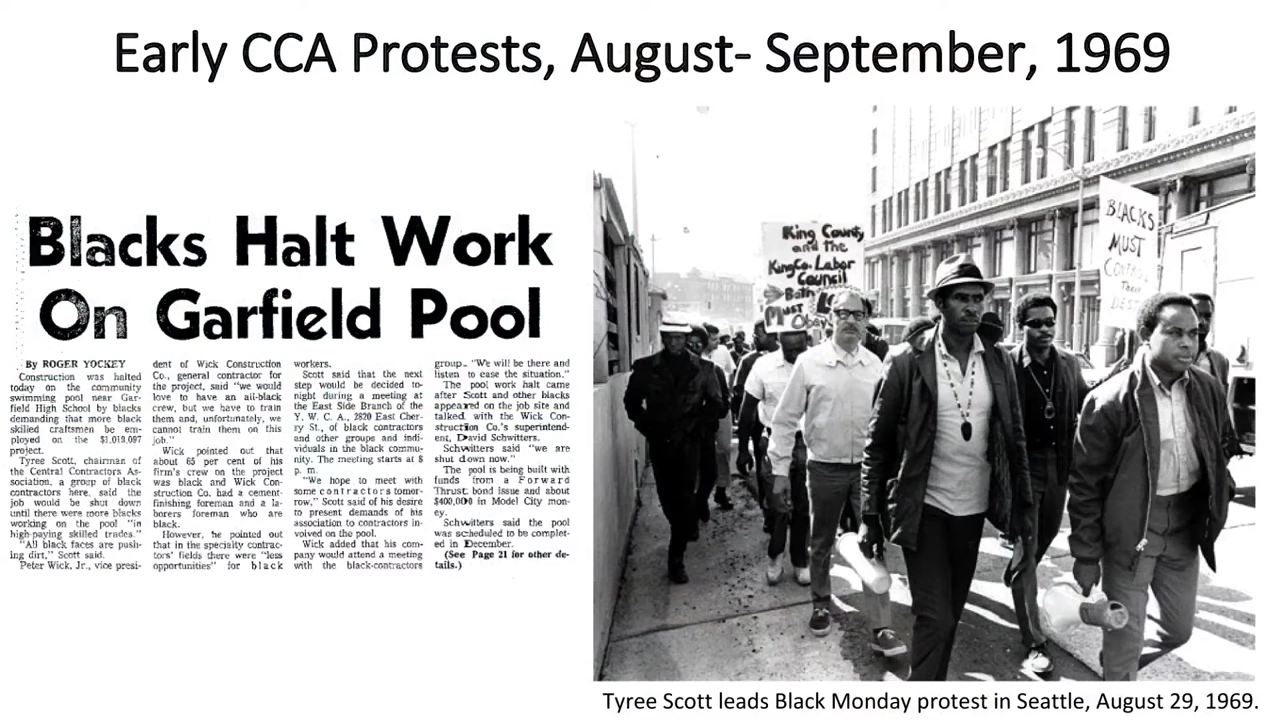 Early CCA Protests, August- September, 1969
Blacks Halt Work
On Garfield Pool
By ROGER YOCKEY
Construction was halted
today on the community
swimming pool near Gar-
field High School by blacks
demanding that more black
skilled craftsmen be em-
ployed on the $1,019,097
project.
Tyree Scott, chairman of
the Central Contractors As-
sociation, a group of black
contractors here, said the
job would be shut down
until there were more blacks
working on the pool "in
high-paying skilled trades."
"All black faces are push-
ing dirt," Scott said.
Peter Wick, Jr., vice presi-
dent of Wick Construction
Co., general contractor for
the project, said "we would
love to have an all-black
crew, but we have to train
them and, unfortunately, we
cannot train them on this
job."
Wick pointed out that
about 65 per cent of his
firm's crew on the project
was black and Wick Con-
struction Co. had a cement-
finishing foreman and a la-
borers foreman who are
black.
However, he pointed out
that in the specialty contrac-
tors' fields there were "less
opportunities" for black
workers.
Scott said that the next
step would be decided to-
night during a meeting at
the East Side Branch of the
Y. W. C. A., 2820 East Cher-
ry St., of black contractors
and other groups and indi-
viduals in the black commu-
nity. The meeting starts at 8
p. m.
"We hope to meet with
some contractors tomor-
row," Scott said of his desire
to present demands of his
association to contractors in-
volved on the pool.
Wick added that his com-
pany would attend a meeting
with the black-contractors
group. "We will be there and
listen to ease the situation."
The pool work halt came
after Scott and other blacks
appeared on the job site and
talked with the Wick Con-
struction Co.'s superintend-
ent, David Schwitters.
Schwitters said "we are
shut down now."
The pool is being built with
funds from a Forward
Thrust bond issue and about
$400,000 in Model City mon-
ey.
Schwitters said the pool
was scheduled to be complet-
ed in December.
(See Page 21 for other de-
tails.)
King County
and the
King Co. Labor
Council
Both
Must Obey
BLACKS
MUST
CONTROL
THEIR
DEST
Tyree Scott leads Black Monday protest in Seattle, August 29, 1969.